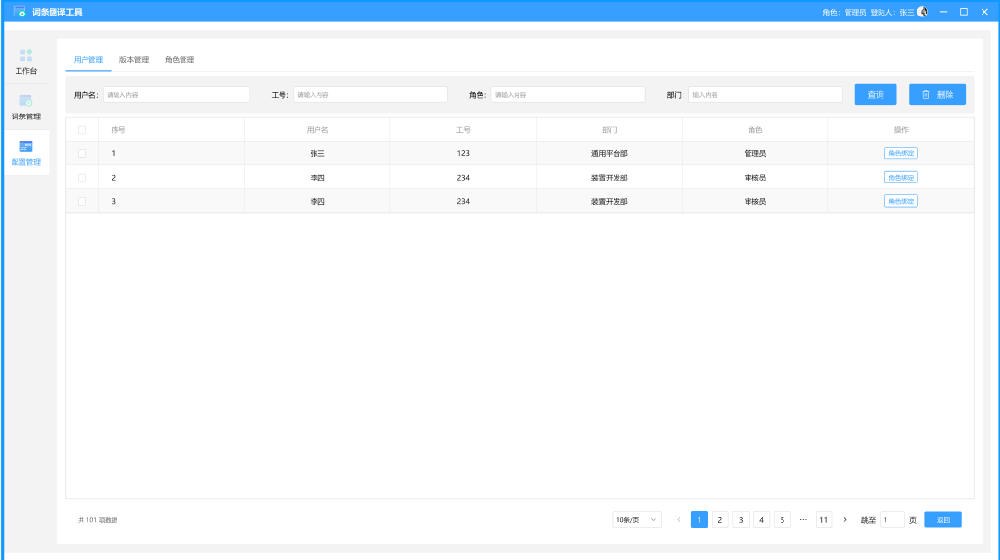 词条翻译工具 角色：管理员 登陆人：张三
工作台
词条管理
配置管理
用户管理 版本管理 角色管理
用户名： 请输入内容 工号： 请输入内容 角色： 请输入内容 部门： 输入内容 查询 删除
序号 用户名 工号 部门 角色 操作
1 张三 123 通用平台部 管理员 角色绑定
2 李四 234 装置开发部 审核员 角色绑定
3 李四 234 装置开发部 审核员 角色绑定
共 101 项数据 10条/页 1 2 3 4 5 ··· 11 跳至 1 页 返回